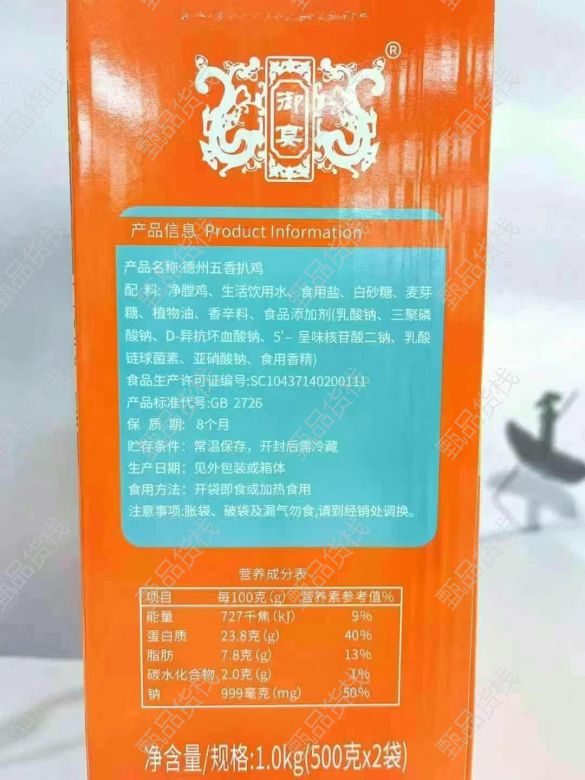 御宴
®
产品信息 Product Information
产品名称:德州五香扒鸡
配 料: 净膛鸡、生活饮用水、食用盐、白砂糖、麦芽
糖、植物油、香辛料、食品添加剂(乳酸钠、三聚磷
酸钠、D-异抗坏血酸钠、5’– 呈味核苷酸二钠、乳酸
链球菌素、亚硝酸钠、食用香精)
食品生产许可证编号:SC10437140200111
产品标准代号:GB 2726
保 质 期: 8个月
贮存条件: 常温保存，开封后需冷藏
生产日期: 见外包装或箱体
食用方法: 开袋即食或加热食用
注意事项:胀袋、破袋及漏气勿食,请到经销处调换。
营养成分表
项目 每100克(g) 营养素参考值%
能量 727千焦(kJ) 9%
蛋白质 23.8克(g) 40%
脂肪 7.8克(g) 13%
碳水化合物 2.0克(g) 1%
钠 999毫克(mg) 50%
净含量/规格:1.0kg(500克x2袋)
甄品货栈